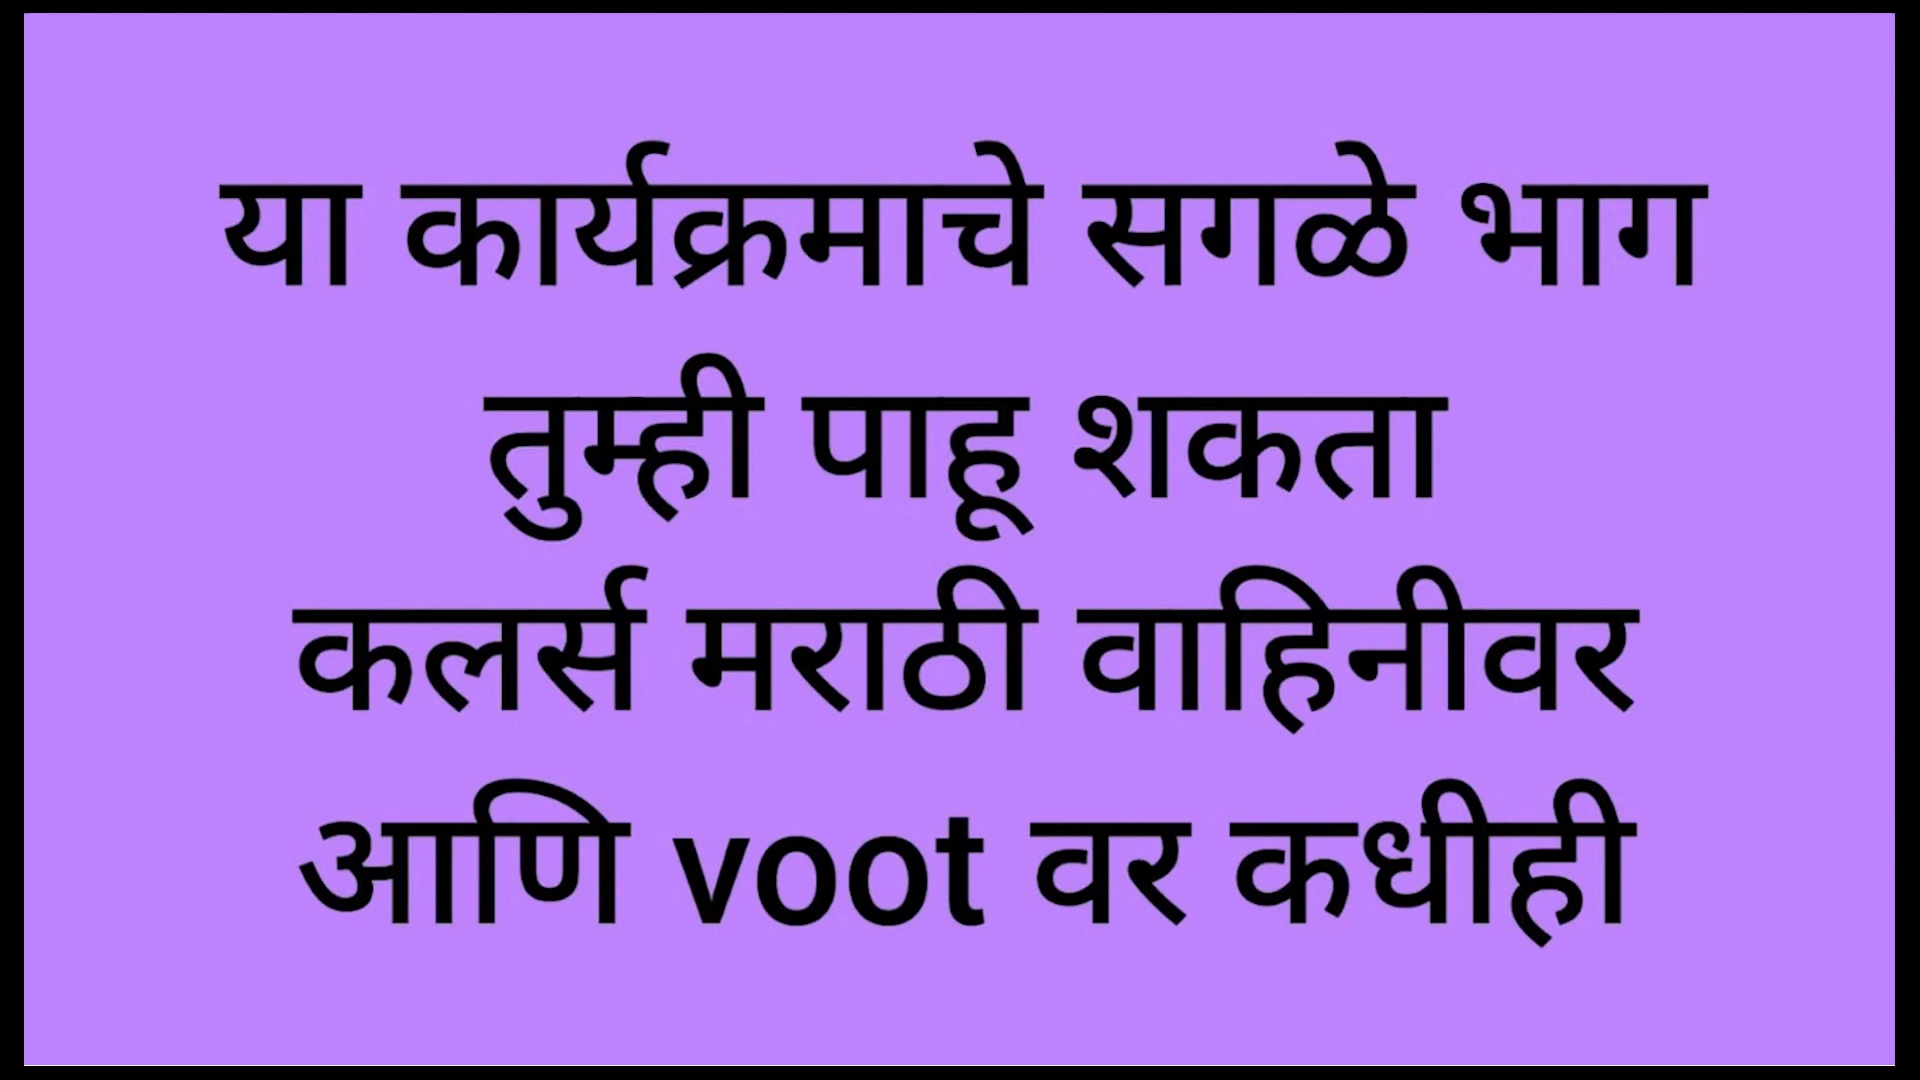 या कार्यक्रमाचे सगळे भाग
तुम्ही पाहू शकता
कलर्स मराठी वाहिनीवर
आणि voot वर कधीही